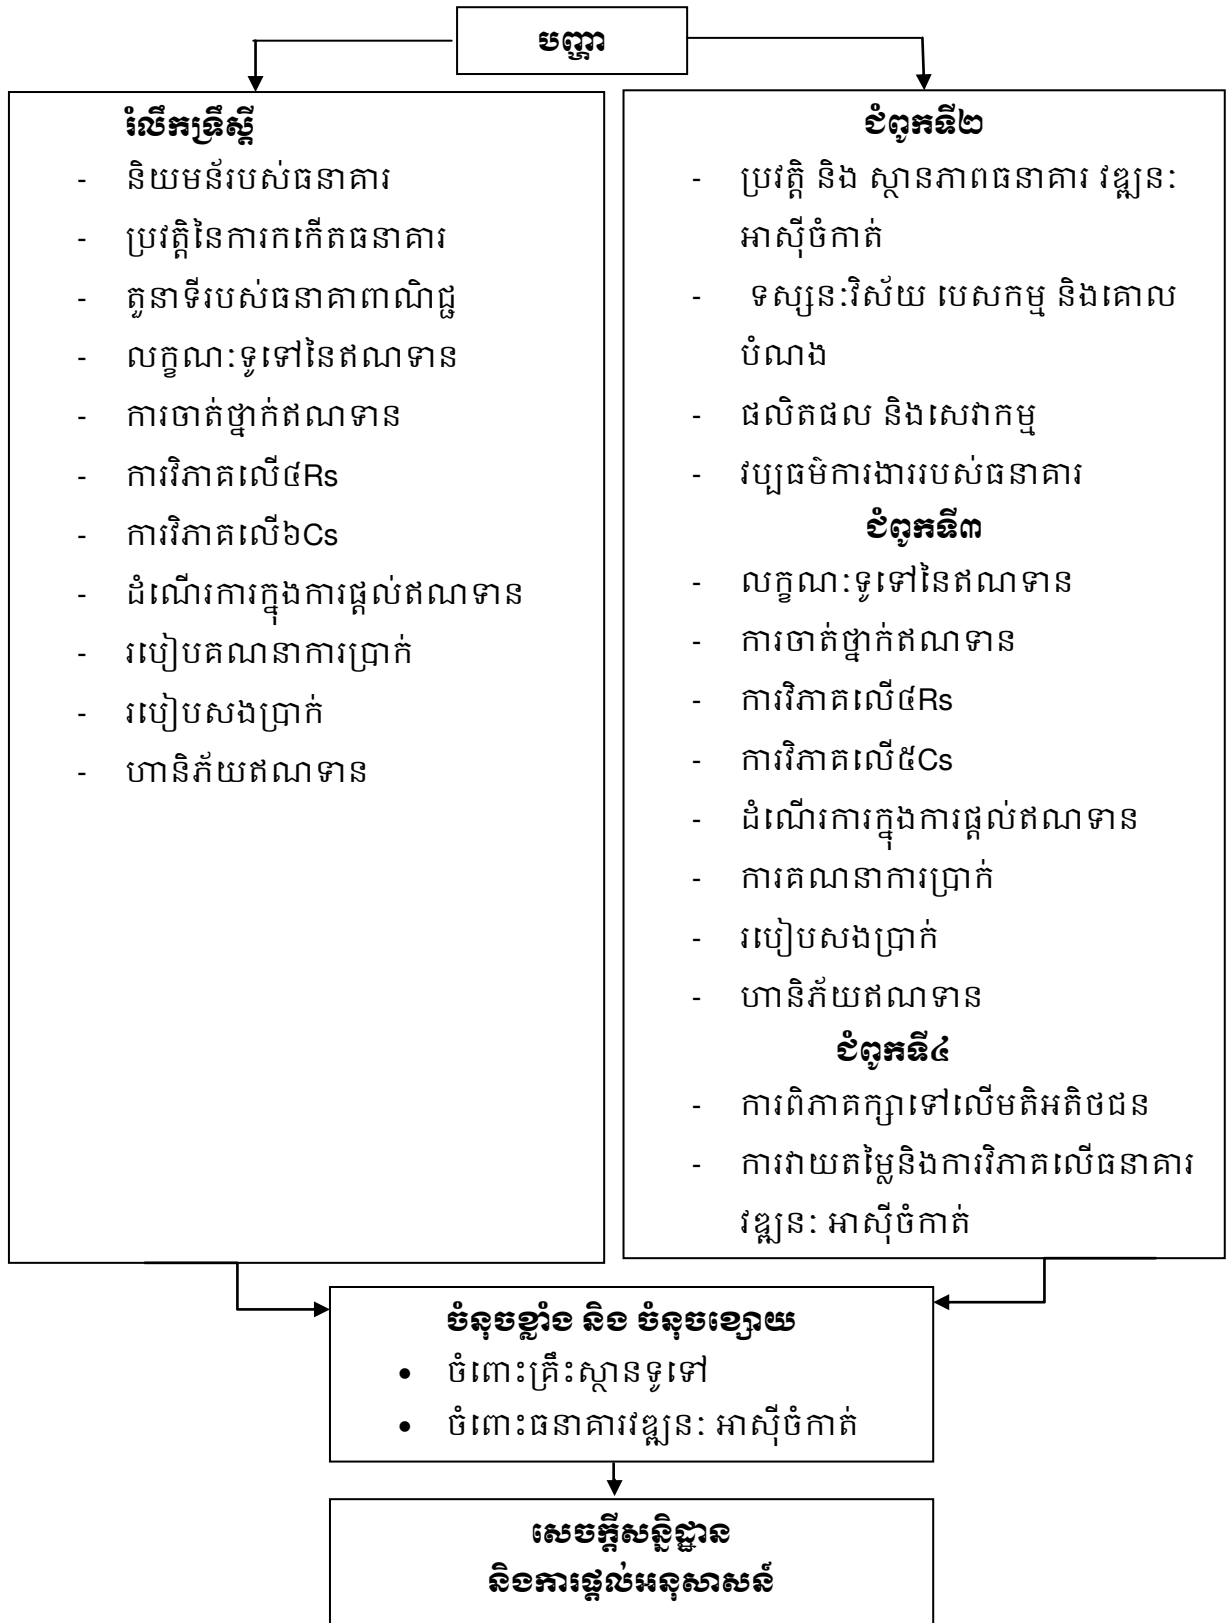 បញ្ហា
រំលឹកទ្រឹស្តី
- និយមន័របស់ធនាគារ
- ប្រវត្តិនៃការកកើតធនាគារ
- តួនាទីរបស់ធនាគាពាណិជ្ជ
- លក្ខណៈទូទៅនៃឥណទាន
- ការចាត់ថ្នាក់ឥណទាន
- ការវិភាគលើ៤Rs
- ការវិភាគលើ៦Cs
- ដំណើរការក្នុងការផ្តល់ឥណទាន
- របៀបគណនាការប្រាក់
- របៀបសងប្រាក់
- ហានិភ័យឥណទាន
ជំពូកទី២
- ប្រវត្តិ និង ស្ថានភាពធនាគារ វឌ្ឍនៈ
អាស៊ីចំកាត់
- ទស្សនៈវិស័យ បេសកម្ម និងគោល
បំណង
- ផលិតផល និងសេវាកម្ម
- វប្បធម៌ការងាររបស់ធនាគារ
ជំពូកទី៣
- លក្ខណៈទូទៅនៃឥណទាន
- ការចាត់ថ្នាក់ឥណទាន
- ការវិភាគលើ៤Rs
- ការវិភាគលើ៥Cs
- ដំណើរការក្នុងការផ្តល់ឥណទាន
- ការគណនាការប្រាក់
- របៀបសងប្រាក់
- ហានិភ័យឥណទាន
ជំពូកទី៤
- ការពិភាគក្សាទៅលើមតិអតិថជន
- ការវាយតម្លៃនិងការវិភាគលើធនាគារ
វឌ្ឍនៈ អាស៊ីចំកាត់
ចំនុចខ្លាំង និង ចំនុចខ្សោយ
• ចំពោះគ្រឹះស្ថានទូទៅ
• ចំពោះធនាគារវឌ្ឍនៈ អាស៊ីចំកាត់
សេចក្តីសន្និដ្ឋាន
និងការផ្តល់អនុសាសន៍